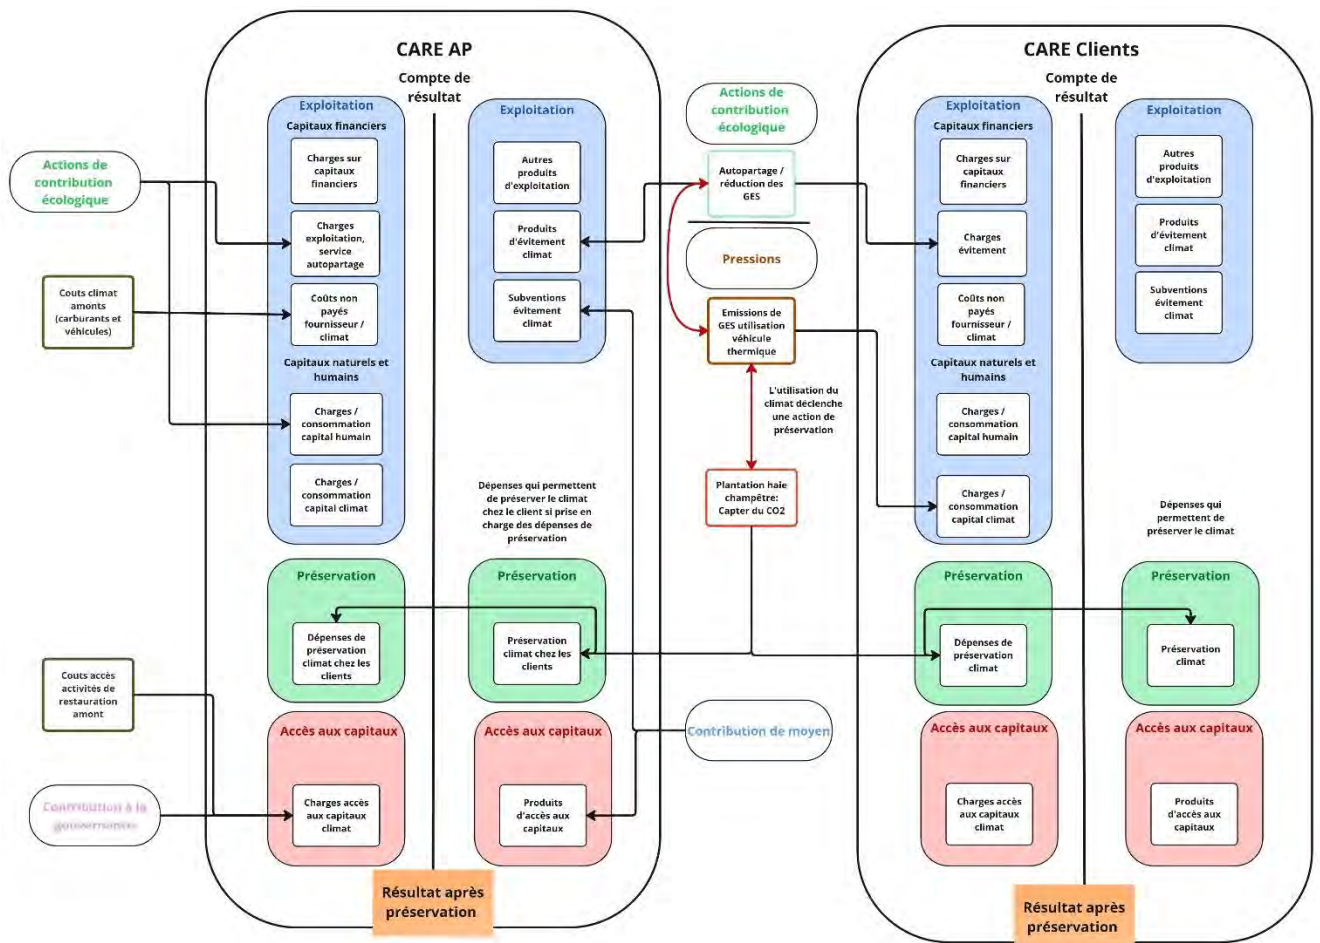 CARE AP
Compte de
résultat
Exploitation
Capitaux financiers
Charges sur
capitaux
financiers
Charges
exploitation,
service
autopartage
Coûts non
payés
fournisseur /
climat
Capitaux naturels et
humains
Charges /
consommation
capital humain
Charges /
consommation
capital climat
Exploitation
Autres
produits
d'exploitation
Produits
d'évitement
climat
Subventions
évitement
climat
Dépenses qui permettent
de préserver le climat
chez le client si prise en
charge des dépenses de
préservation
Préservation
Dépenses de
préservation
climat chez les
clients
Préservation
Préservation
climat chez les
clients
Accès aux capitaux
Charges accès
aux capitaux
climat
Accès aux capitaux
Produits
d'accès aux
capitaux
Résultat après
préservation
Actions de
contribution
écologique
Couts climat
amonts
(carburants et
véhicules)
Couts accès
activités de
restauration
amont
Contribution à la
gouvernance
Actions de
contribution
écologique
Autopartage /
réduction des
GES
Pressions
Emissions de
GES utilisation
véhicule
thermique
L'utilisation du
climat déclenche
une action de
préservation
Plantation haie
champêtre:
Capter du CO2
Contribution de moyen
CARE Clients
Compte de
résultat
Exploitation
Capitaux financiers
Charges sur
capitaux
financiers
Charges
évitement
Coûts non
payés
fournisseur /
climat
Capitaux naturels et
humains
Charges /
consommation
capital humain
Charges /
consommation
capital climat
Exploitation
Autres
produits
d'exploitation
Produits
d'évitement
climat
Subventions
évitement
climat
Dépenses qui
permettent de
préserver le climat
Préservation
Dépenses de
préservation
climat
Préservation
Préservation
climat
Accès aux capitaux
Charges accès
aux capitaux
climat
Accès aux capitaux
Produits
d'accès aux
capitaux
Résultat après
préservation